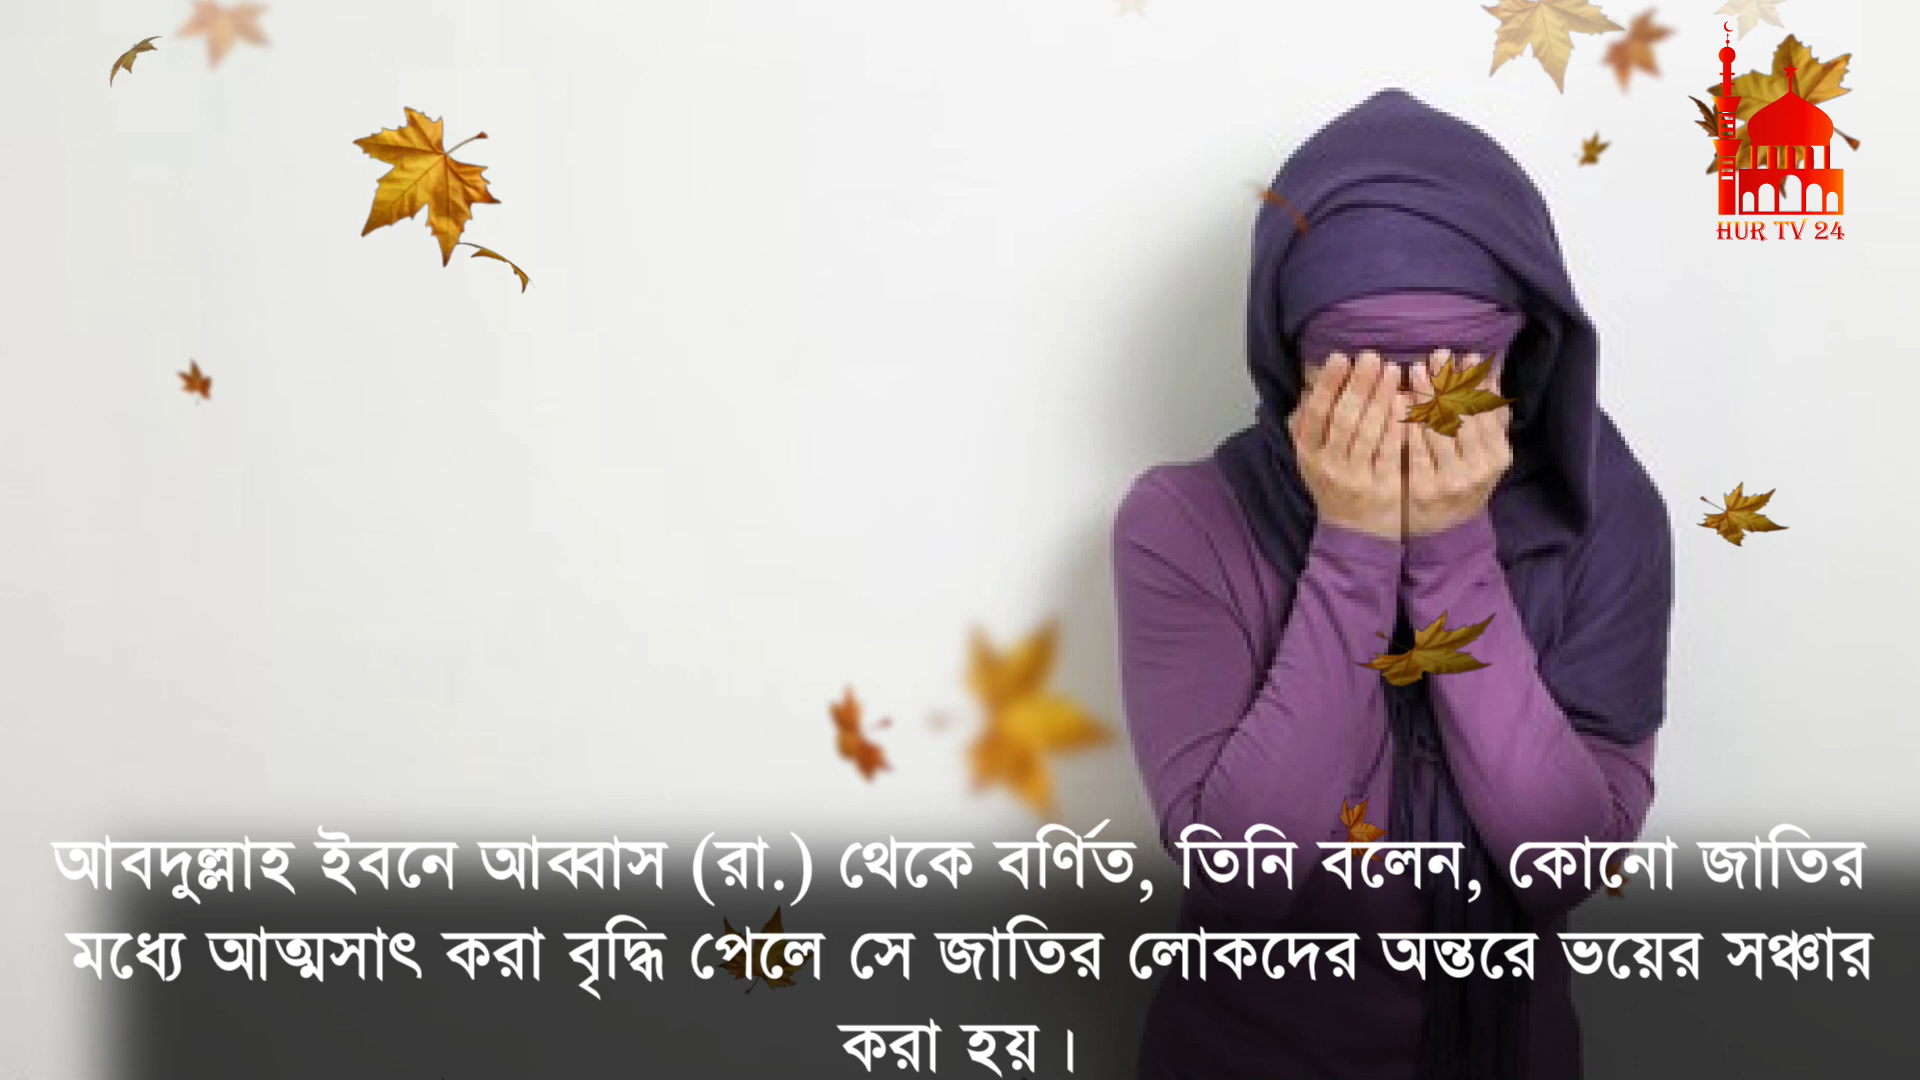 HUR TV 24
আবদুল্লাহ ইবনে আব্বাস (রা.) থেকে বর্ণিত, তিনি বলেন, কোনো জাতির
মধ্যে আত্মসাৎ করা বৃদ্ধি পেলে সে জাতির লোকদের অন্তরে ভয়ের সঞ্চার
করা হয়।